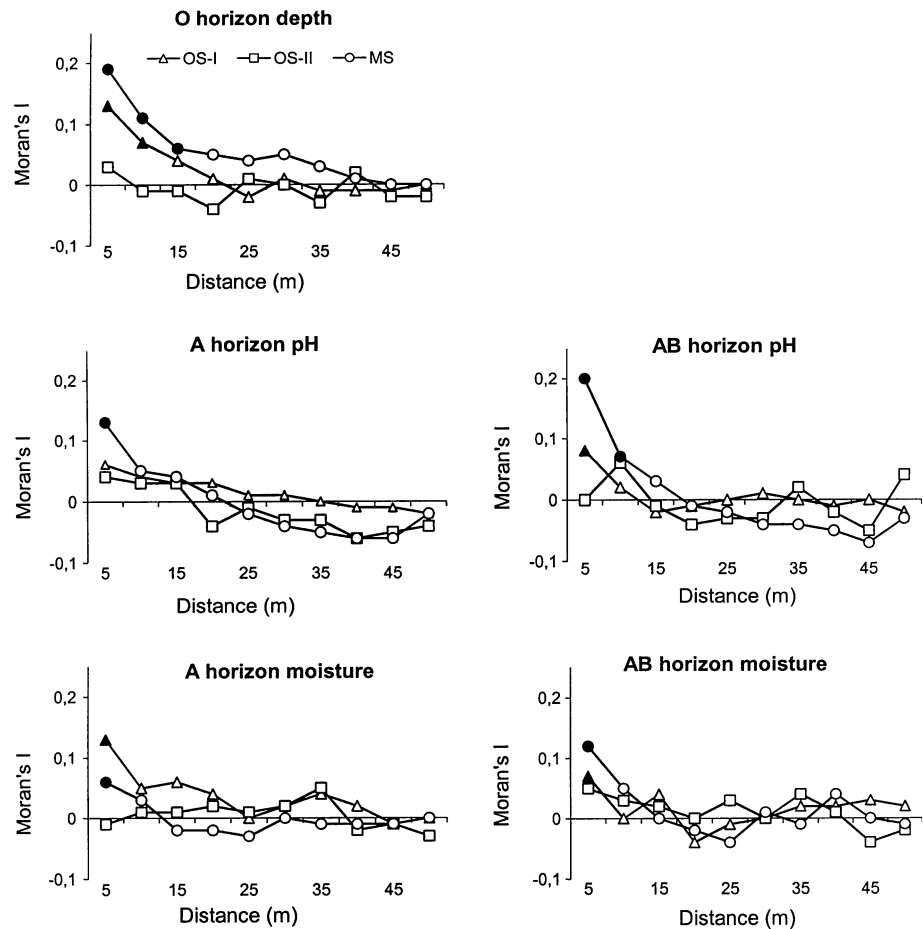 O horizon depth
OS-I OS-II MS
0,2
0,1
0
-0,1
Moran's I
5 15 25 35 45
Distance (m)
A horizon pH
0,2
0,1
0
-0,1
Moran's I
5 15 25 35 45
Distance (m)
AB horizon pH
0,2
0,1
0
-0,1
Moran's I
5 15 25 35 45
Distance (m)
A horizon moisture
0,2
0,1
0
-0,1
Moran's I
5 15 25 35 45
Distance (m)
AB horizon moisture
0,2
0,1
0
-0,1
Moran's I
5 15 25 35 45
Distance (m)